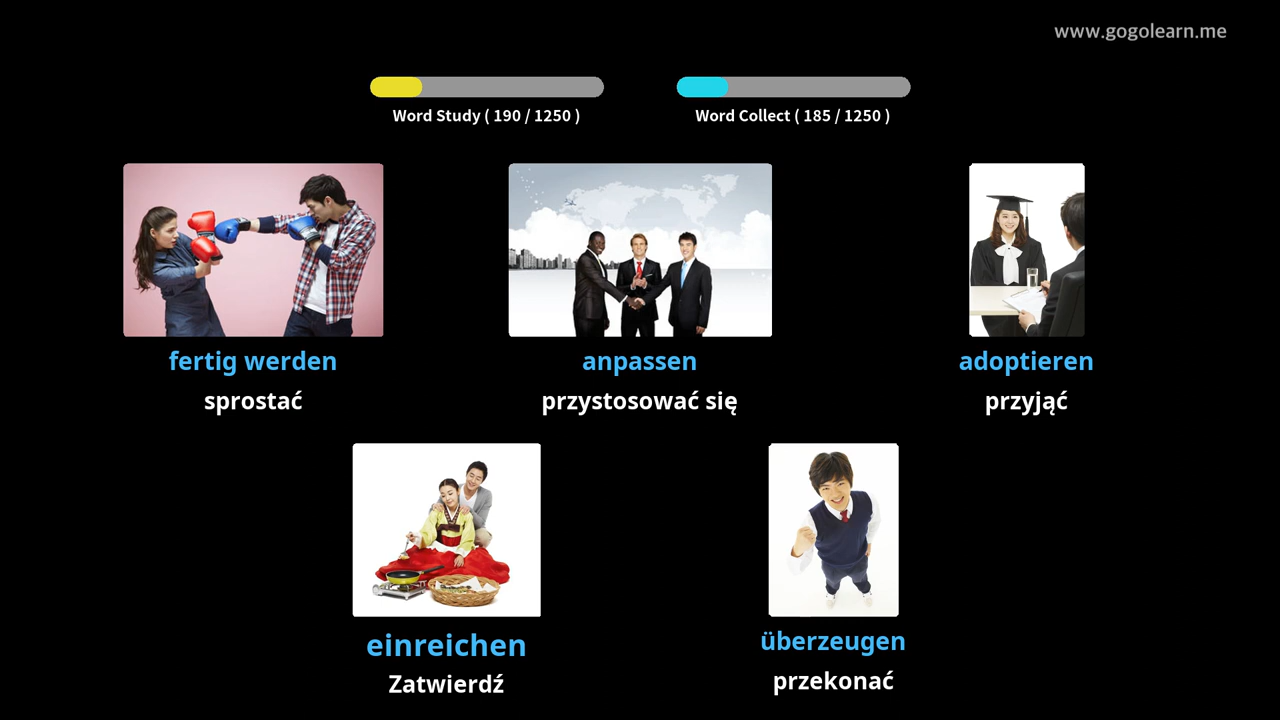 www.gogolearn.me
Word Study ( 190 / 1250 )
Word Collect ( 185 / 1250 )
fertig werden
sprostać
anpassen
przystosować się
adoptieren
przyjąć
einreichen
Zatwierdź
überzeugen
przekonać